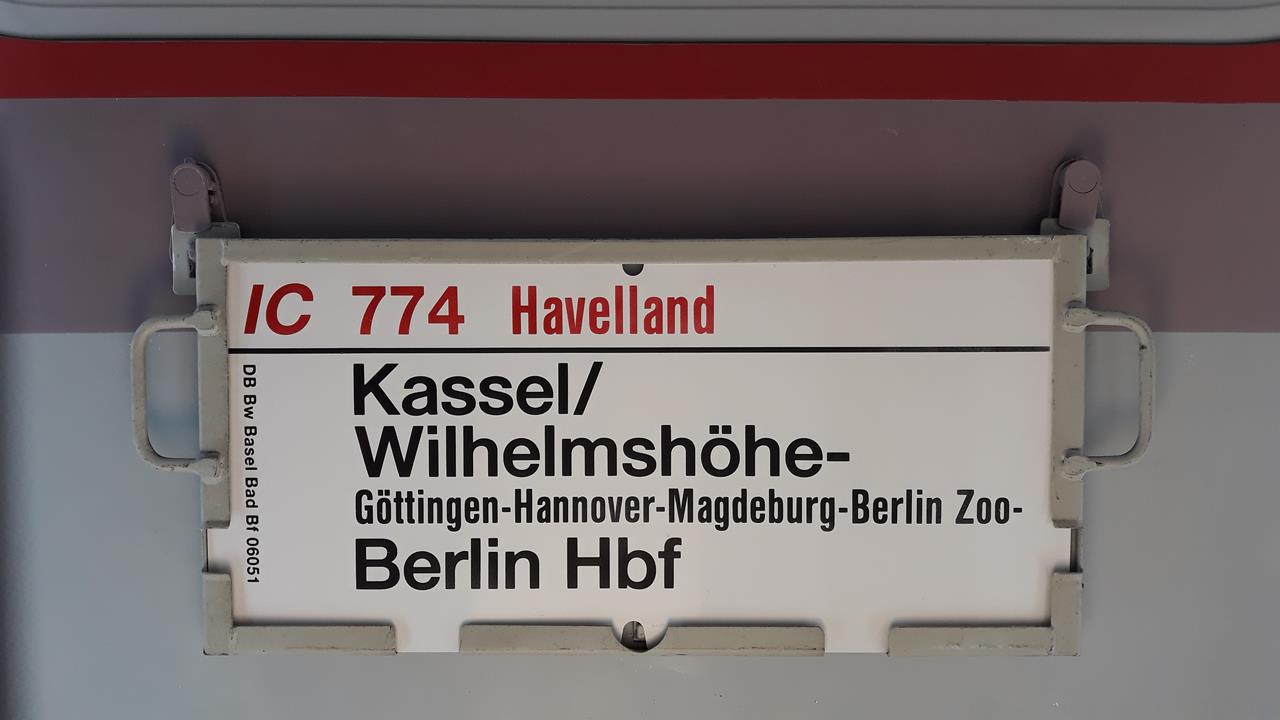 IC 774 Havelland
Kassel/
Wilhelmshöhe-
Göttingen-Hannover-Magdeburg-Berlin Zoo-
Berlin Hbf
DB Bw Basel Bad Bf 06051